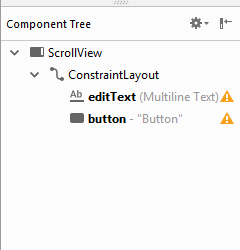 Component Tree
ScrollView
ConstraintLayout
Ab editText (Multiline Text)
button - "Button"